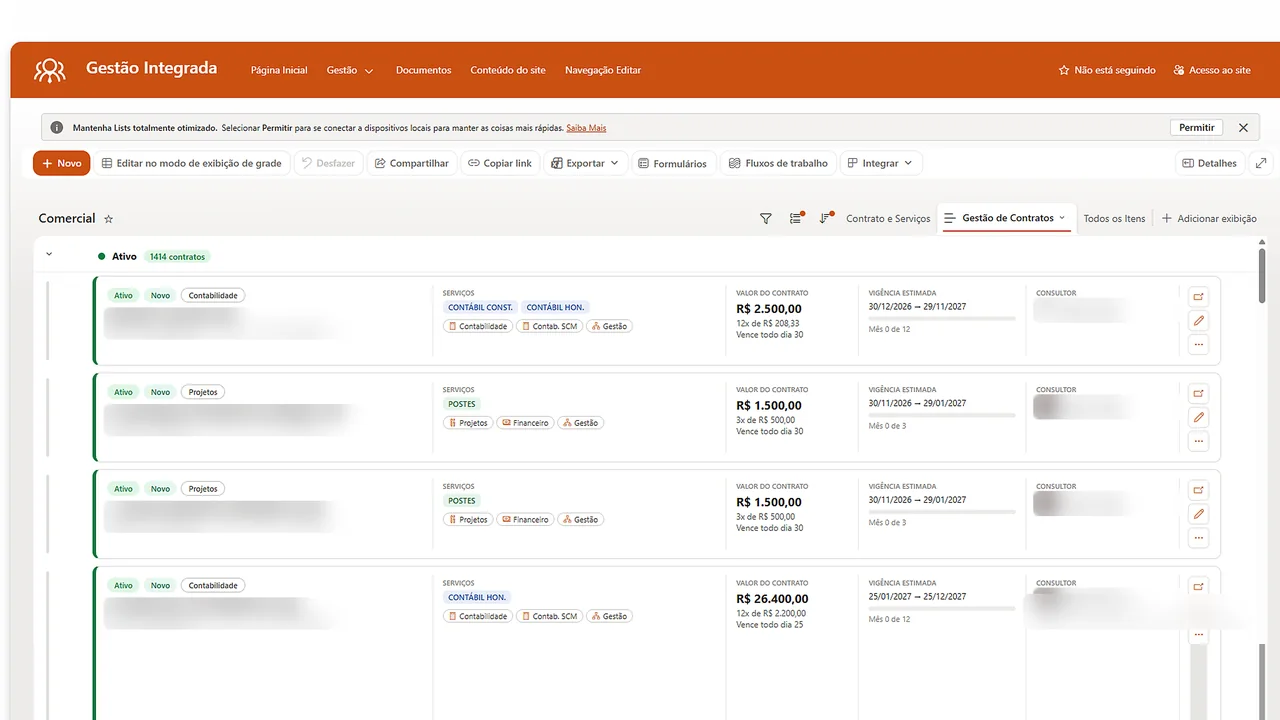 Gestão Integrada
Página Inicial Gestão Documentos Conteúdo do site Navegação Editar
Não está seguindo Acesso ao site
Mantenha Lists totalmente otimizado. Selecionar Permitir para se conectar a dispositivos locais para manter as coisas mais rápidas. Saiba Mais
Permitir
Novo Editar no modo de exibição de grade Desfazer Compartilhar Copiar link Exportar Formulários Fluxos de trabalho Integrar Detalhes
Comercial
Contrato e Serviços Gestão de Contratos Todos os Itens Adicionar exibição
Ativo 1414 contratos
Ativo Novo Contabilidade
SERVIÇOS
CONTÁBIL CONST. CONTÁBIL HON.
Contabilidade Contab. SCM Gestão
VALOR DO CONTRATO
R$ 2.500,00
12x de R$ 208,33
Vence todo dia 30
VIGÊNCIA ESTIMADA
30/12/2026 → 29/11/2027
Mês 0 de 12
CONSULTOR
Ativo Novo Projetos
SERVIÇOS
POSTES
Projetos Financeiro Gestão
VALOR DO CONTRATO
R$ 1.500,00
3x de R$ 500,00
Vence todo dia 30
VIGÊNCIA ESTIMADA
30/11/2026 → 29/01/2027
Mês 0 de 3
CONSULTOR
Ativo Novo Projetos
SERVIÇOS
POSTES
Projetos Financeiro Gestão
VALOR DO CONTRATO
R$ 1.500,00
3x de R$ 500,00
Vence todo dia 30
VIGÊNCIA ESTIMADA
30/11/2026 → 29/01/2027
Mês 0 de 3
CONSULTOR
Ativo Novo Contabilidade
SERVIÇOS
CONTÁBIL HON.
Contabilidade Contab. SCM Gestão
VALOR DO CONTRATO
R$ 26.400,00
12x de R$ 2.200,00
Vence todo dia 25
VIGÊNCIA ESTIMADA
25/01/2027 → 25/12/2027
Mês 0 de 12
CONSULTOR